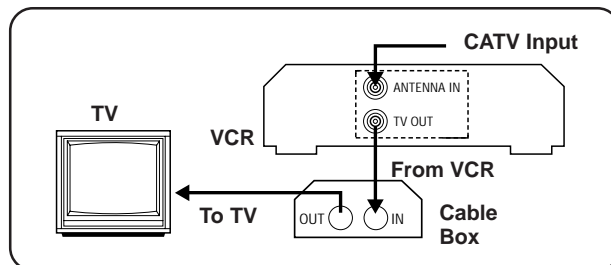 CATV Input
ANTENNA IN
TV
TV OUT
VCR
From VCR
To TV
OUT
IN
Cable
Box